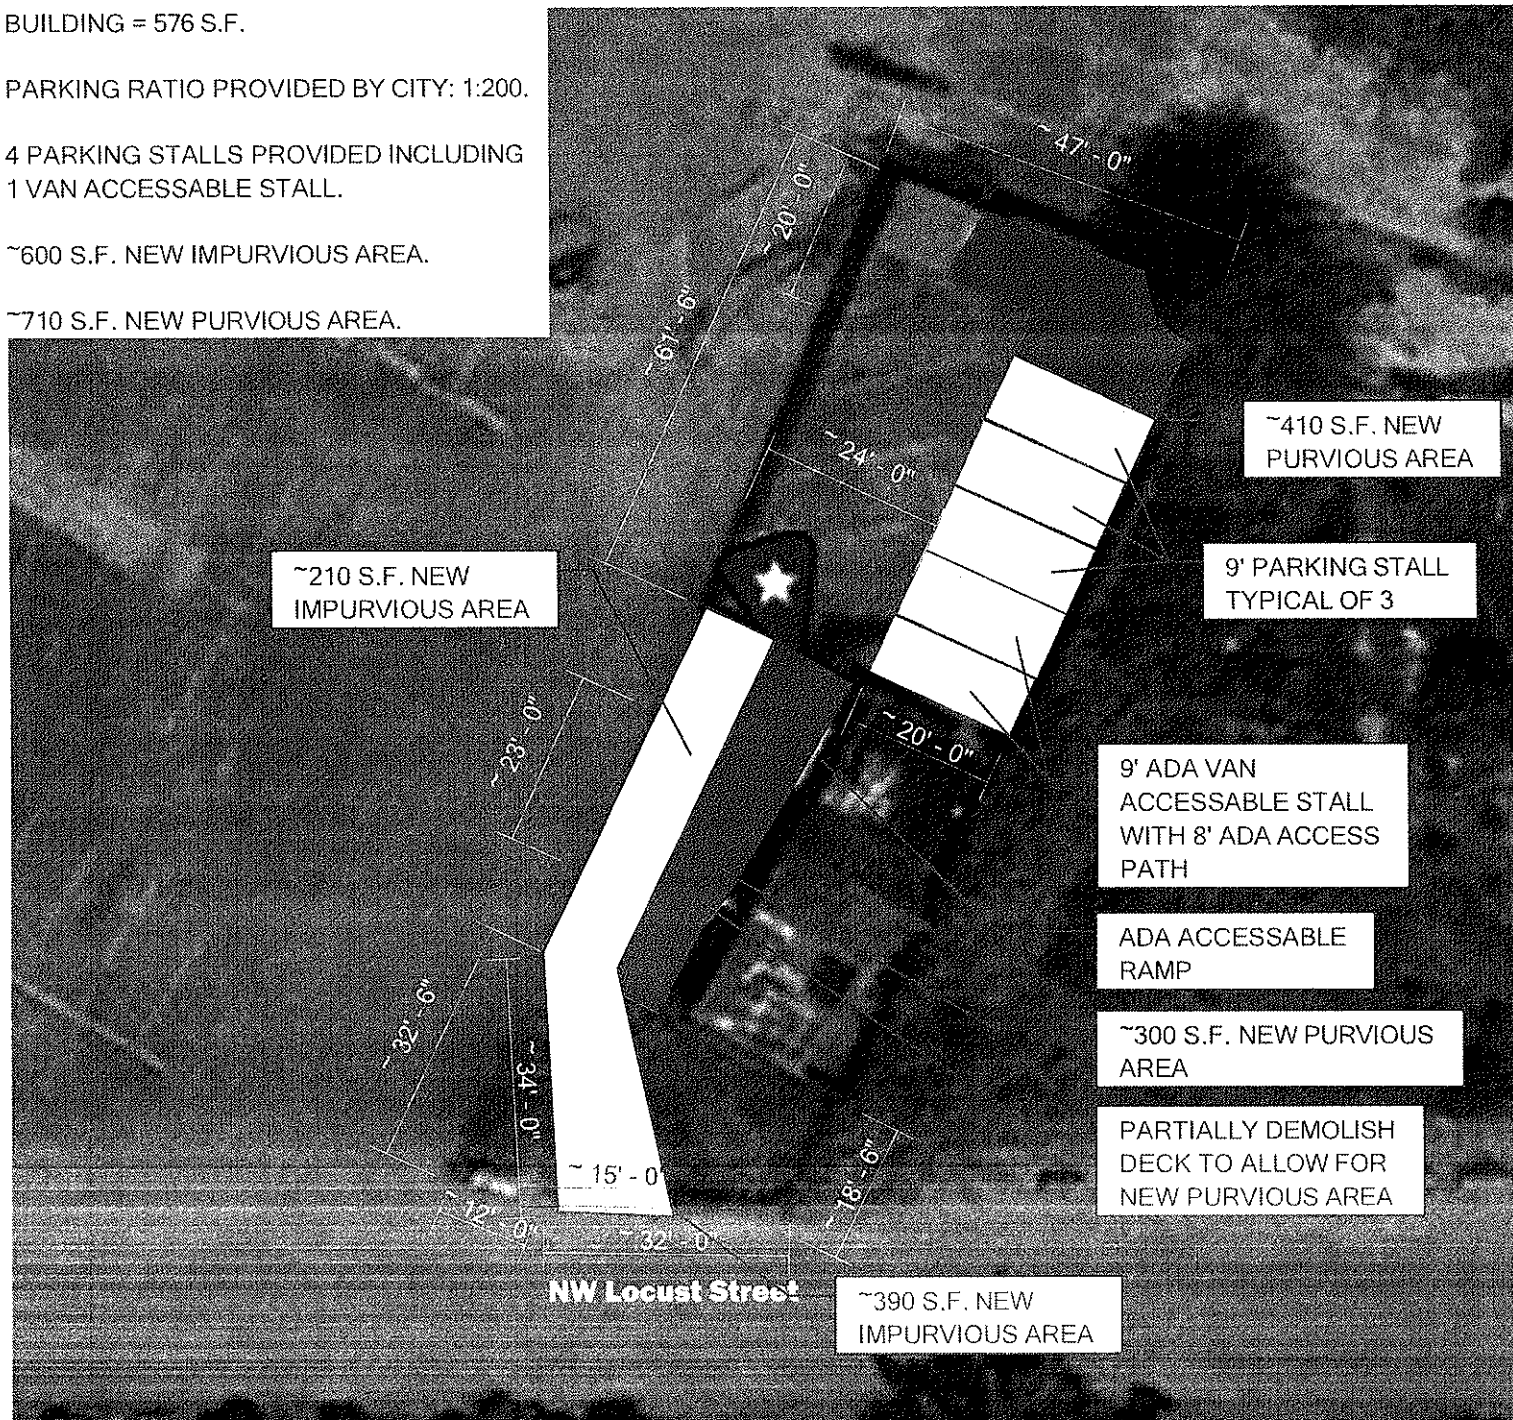 BUILDING = 576 S.F.
PARKING RATIO PROVIDED BY CITY: 1:200.
4 PARKING STALLS PROVIDED INCLUDING
1 VAN ACCESSABLE STALL.
~600 S.F. NEW IMPURVIOUS AREA.
~710 S.F. NEW PURVIOUS AREA.
~ 47' - 0"
~ 20' - 0"
~ 61' - 6"
~ 24' - 0"
~410 S.F. NEW
PURVIOUS AREA
~210 S.F. NEW
IMPURVIOUS AREA
9' PARKING STALL
TYPICAL OF 3
~ 23' - 0"
~ 20' - 0"
9' ADA VAN
ACCESSABLE STALL
WITH 8' ADA ACCESS
PATH
ADA ACCESSABLE
RAMP
~ 32' - 6"
~ 34' - 0"
~300 S.F. NEW PURVIOUS
AREA
PARTIALLY DEMOLISH
DECK TO ALLOW FOR
NEW PURVIOUS AREA
~ 15' - 0
~ 18' - 6"
~ 12' - 0"
~ 32' - 0"
NW Locust Street
~390 S.F. NEW
IMPURVIOUS AREA